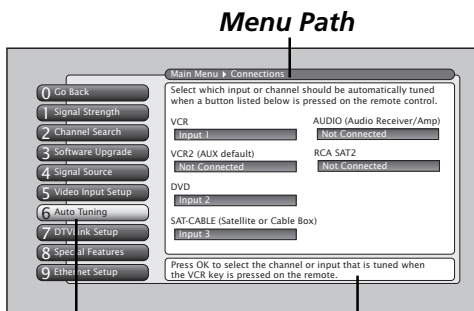 Menu Path
Main Menu ▶ Connections
0 Go Back
1 Signal Strength
2 Channel Search
3 Software Upgrade
4 Signal Source
5 Video Input Setup
6 Auto Tuning
7 DTVLink Setup
8 Special Features
9 Ethernet Setup
Select which input or channel should be automatically tuned
when a button listed below is pressed on the remote control.
VCR
Input 1
VCR2 (AUX default)
Not Connected
DVD
Input 2
SAT-CABLE (Satellite or Cable Box)
Input 3
AUDIO (Audio Receiver/Amp)
Not Connected
RCA SAT2
Not Connected
Press OK to select the channel or input that is tuned when
the VCR key is pressed on the remote.